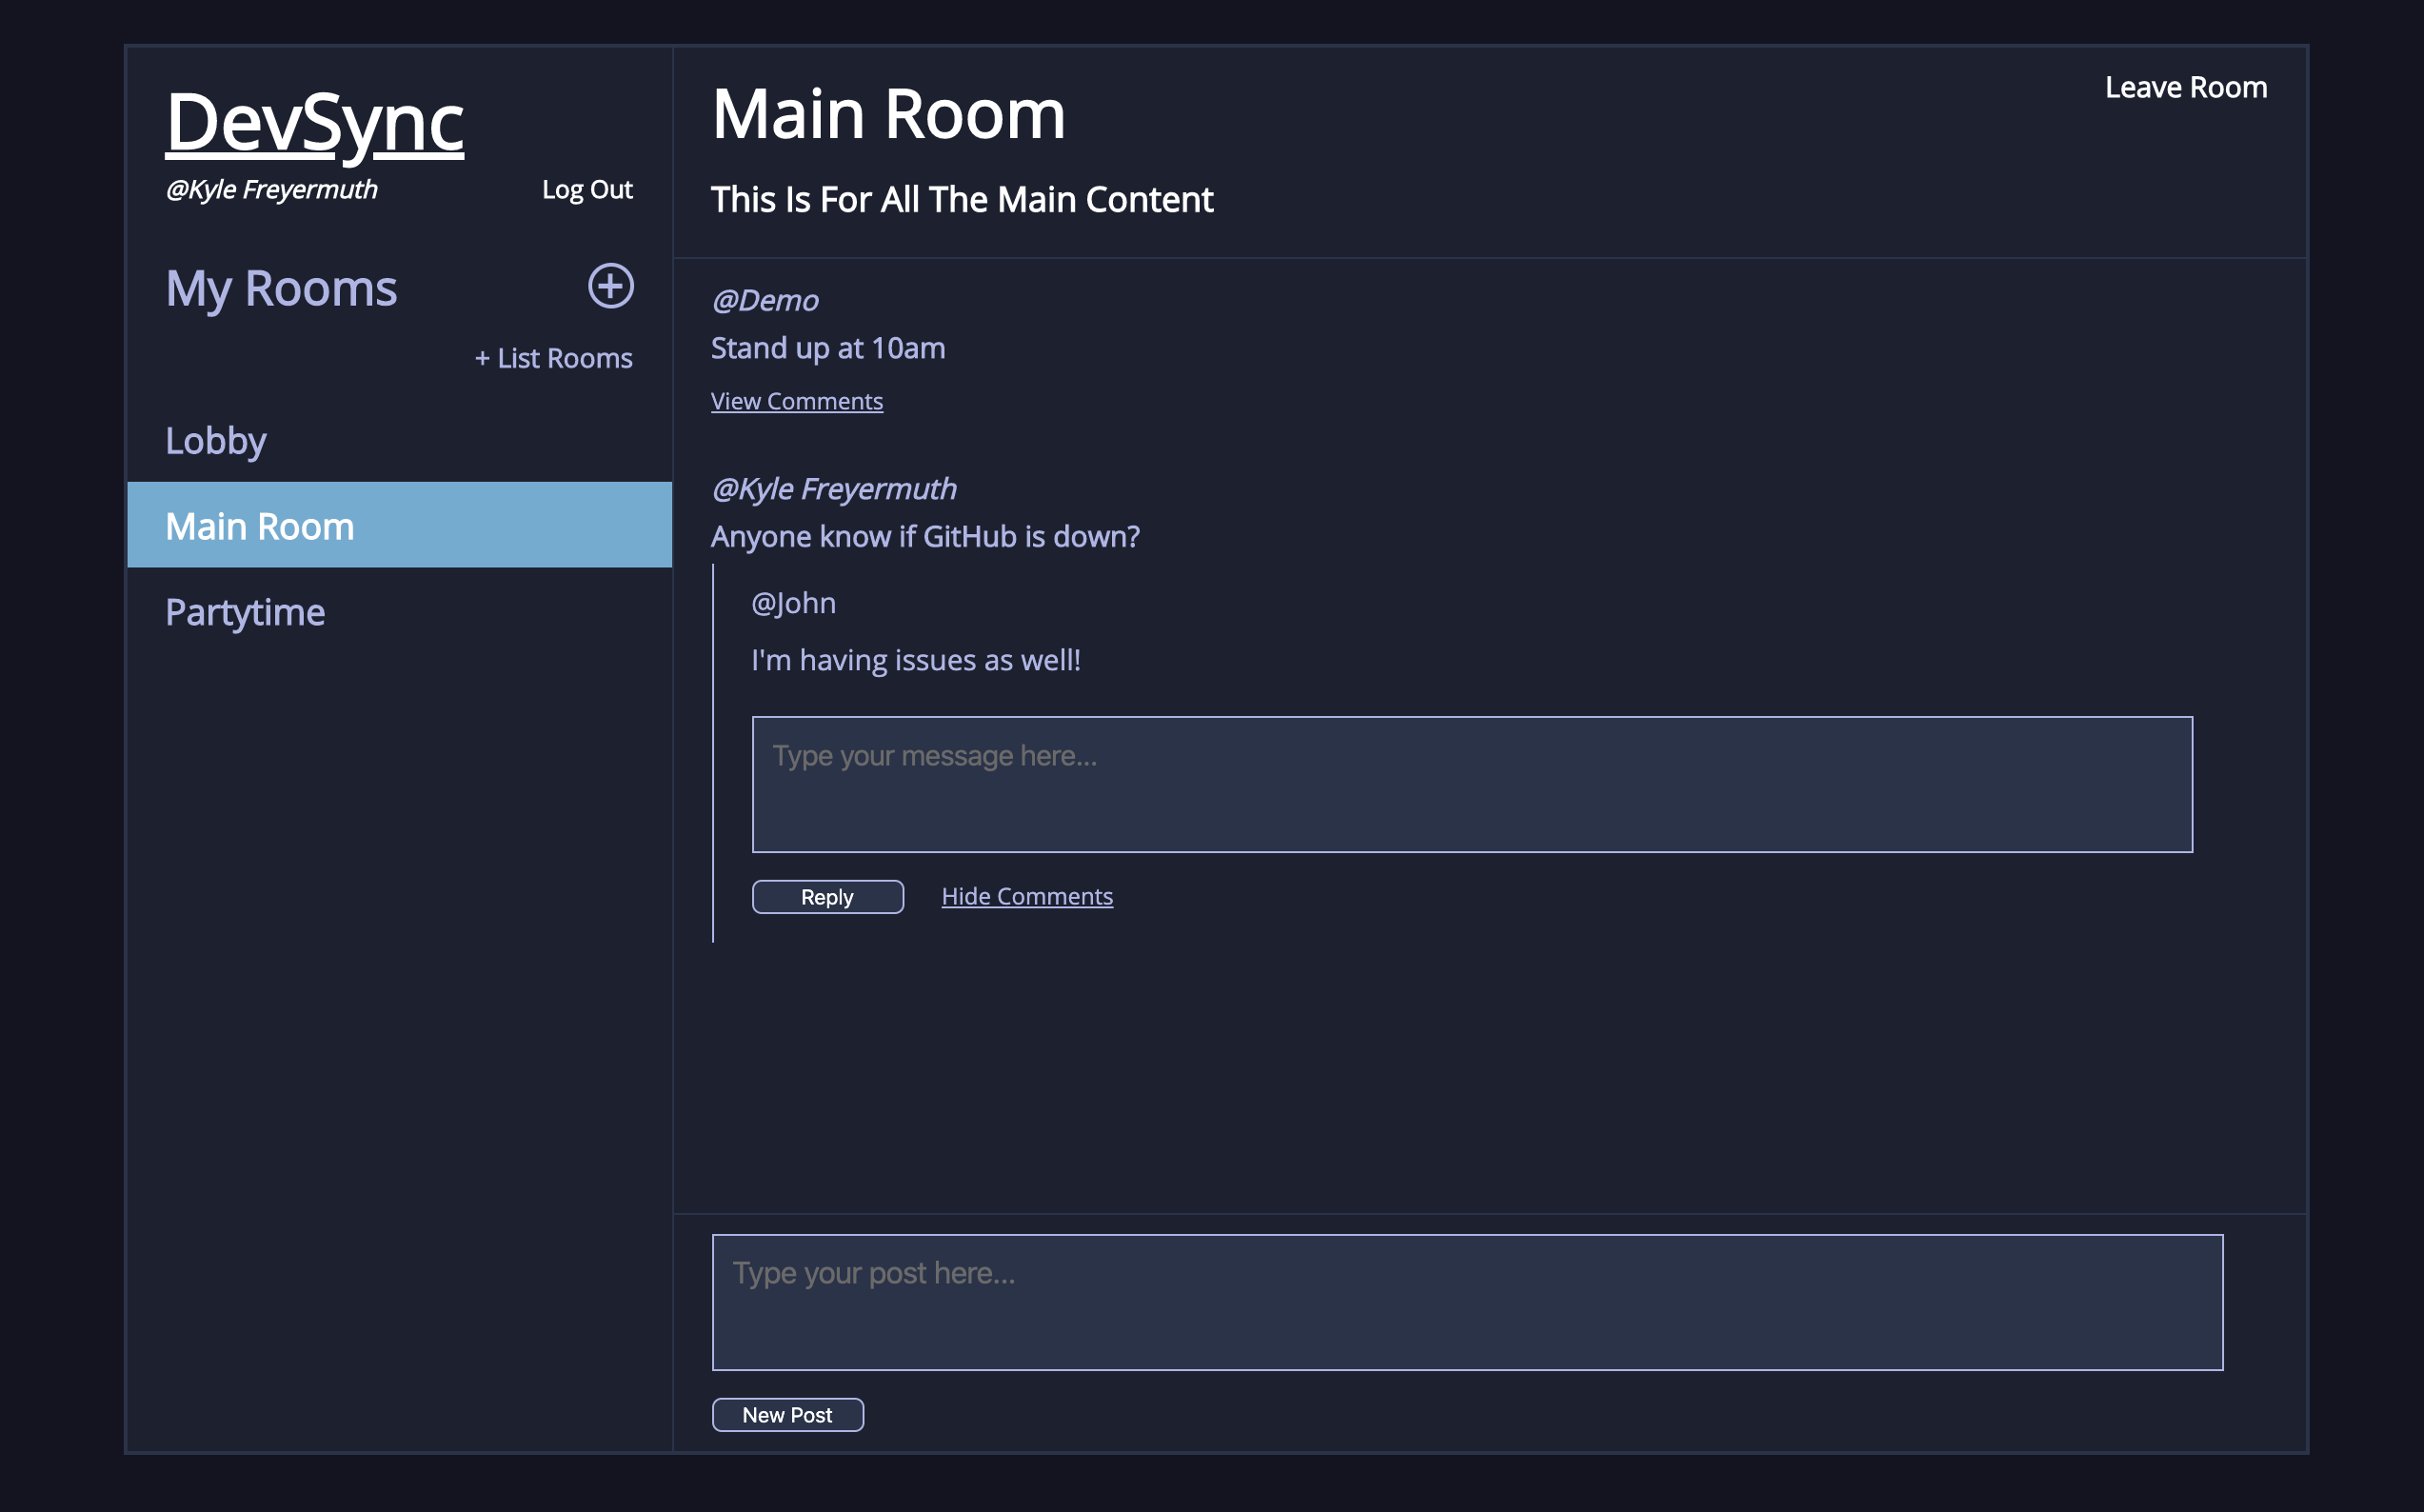 DevSync
@Kyle Freyermuth
Log Out
My Rooms
+ List Rooms
Lobby
Main Room
Partytime
Main Room
Leave Room
This Is For All The Main Content
@Demo
Stand up at 10am
View Comments
@Kyle Freyermuth
Anyone know if GitHub is down?
@John
I'm having issues as well!
Type your message here...
Reply
Hide Comments
Type your post here...
New Post